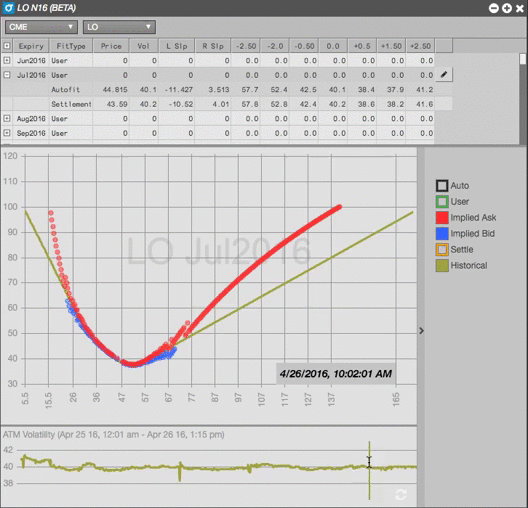 LO N16 (BETA)
CME LO
Expiry FitType Price Vol L Slp R Slp -2.50 -2.0 -0.50 0.0 +0.5 +1.50 +2.50
Jun2016 User 0 0 0 0 0.0 0.0 0.0 0.0 0.0 0.0 0.0
Jul2016 User 0 0 0 0 0.0 0.0 0.0 0.0 0.0 0.0 0.0
Autofit 44.815 40.1 -11.427 3.513 57.7 52.4 42.5 40.1 38.4 37.9 41.2
Settlement 43.59 40.2 -10.52 4.01 57.8 52.8 42.4 40.2 38.6 38.2 41.6
Aug2016 User 0 0 0 0 0.0 0.0 0.0 0.0 0.0 0.0 0.0
Sep2016 User 0 0 0 0 0.0 0.0 0.0 0.0 0.0 0.0 0.0
120
110
100
90
80
70
60
50
40
30
LO Jul2016
4/26/2016, 10:02:01 AM
5.5 15.5 26 36 47 57 67 77 87 97 107 117 127 137 165
Auto
User
Implied Ask
Implied Bid
Settle
Historical
ATM Volatility (Apr 25 16, 12:01 am - Apr 26 16, 1:15 pm)
42
40
38